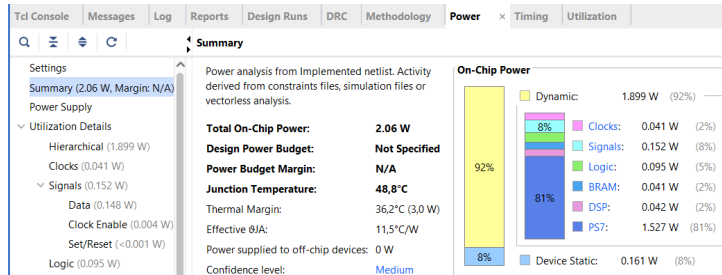 Tcl Console Messages Log Reports Design Runs DRC Methodology Power × Timing Utilization
Summary
Settings
Summary (2.06 W, Margin: N/A)
Power Supply
Utilization Details
Hierarchical (1.899 W)
Clocks (0.041 W)
Signals (0.152 W)
Data (0.148 W)
Clock Enable (0.004 W)
Set/Reset (<0.001 W)
Logic (0.095 W)
Power analysis from Implemented netlist. Activity
derived from constraints files, simulation files or
vectorless analysis.
Total On-Chip Power: 2.06 W
Design Power Budget: Not Specified
Power Budget Margin: N/A
Junction Temperature: 48,8°C
Thermal Margin: 36,2°C (3,0 W)
Effective ϑJA: 11,5°C/W
Power supplied to off-chip devices: 0 W
Confidence level: Medium
On-Chip Power
92%
8%
Dynamic: 1.899 W (92%)
8%
81%
Clocks: 0.041 W (2%)
Signals: 0.152 W (8%)
Logic: 0.095 W (5%)
BRAM: 0.041 W (2%)
DSP: 0.042 W (2%)
PS7: 1.527 W (81%)
Device Static: 0.161 W (8%)